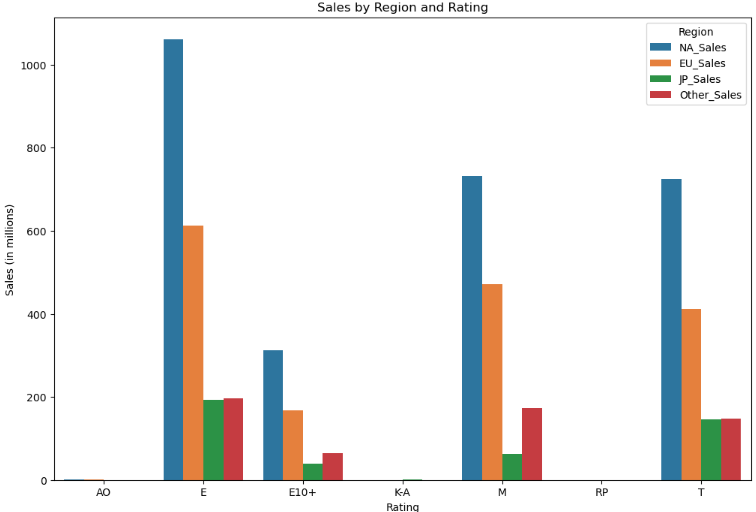 Sales by Region and Rating
Region
NA_Sales
EU_Sales
JP_Sales
Other_Sales
Sales (in millions)
1000
800
600
400
200
0
AO E E10+ K-A M RP T
Rating